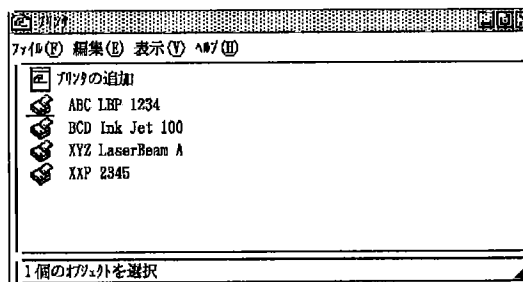 プリンタ
ファイル(F) 編集(E) 表示(V) ヘルプ(H)
プリンタの追加
ABC LBP 1234
BCD Ink Jet 100
XYZ LaserBeam A
XXP 2345
1個のオブジェクトを選択